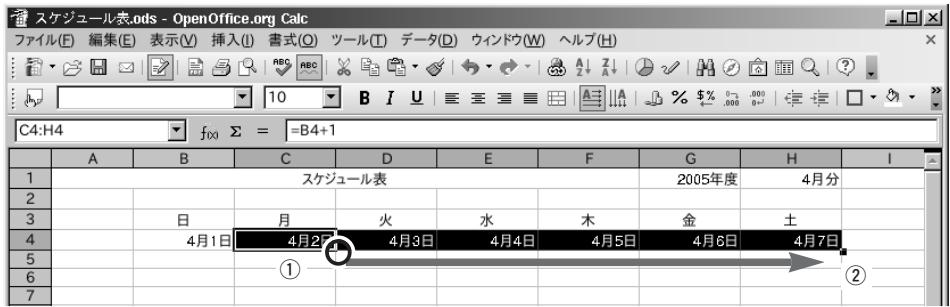 スケジュール表.ods - OpenOffice.org Calc
ファイル(F) 編集(E) 表示(V) 挿入(I) 書式(O) ツール(T) データ(D) ウィンドウ(W) ヘルプ(H)
ABC ABC
10 B I U
C4:H4 f(x) Σ = =B4+1
A B C D E F G H I
1 スケジュール表 2005年度 4月分
2
3 日 月 火 水 木 金 土
4 4月1日 4月2日 4月3日 4月4日 4月5日 4月6日 4月7日
5
6
7
① ②